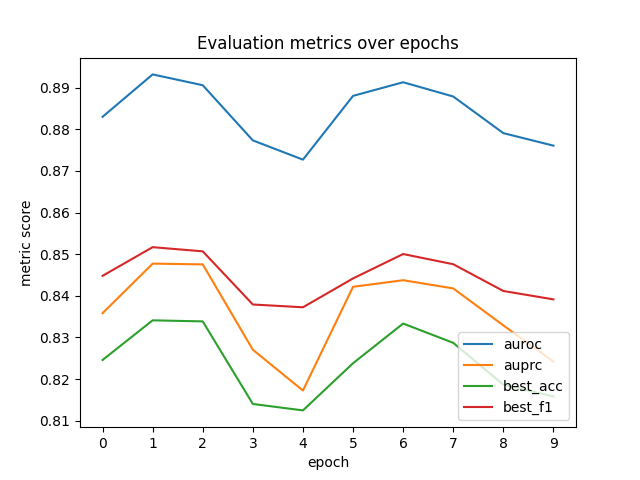 Evaluation metrics over epochs
metric score
0.89
0.88
0.87
0.86
0.85
0.84
0.83
0.82
0.81
auroc
auprc
best_acc
best_f1
0 1 2 3 4 5 6 7 8 9
epoch